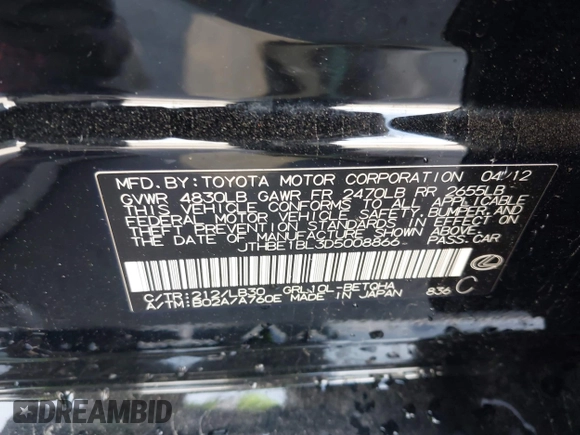 MFD.BY:TOYOTA MOTOR CORPORATION 04/12
GVWR 4830LB GAWR FR 2470LB RR 2655LB
THIS VEHICLE CONFORMS TO ALL APPLICABLE
FEDERAL MOTOR VEHICLE SAFETY, BUMPER, AND
THEFT PREVENTION STANDARDS IN EFFECT ON
THE DATE OF MANUFACTURE SHOWN ABOVE.
JTHBE1BL3D5008866 PASS.CAR
C/TR:212/LB30 GRL10L-BETQHA
A/TM:B02A/A760E MADE IN JAPAN 836 C
DREAMBID